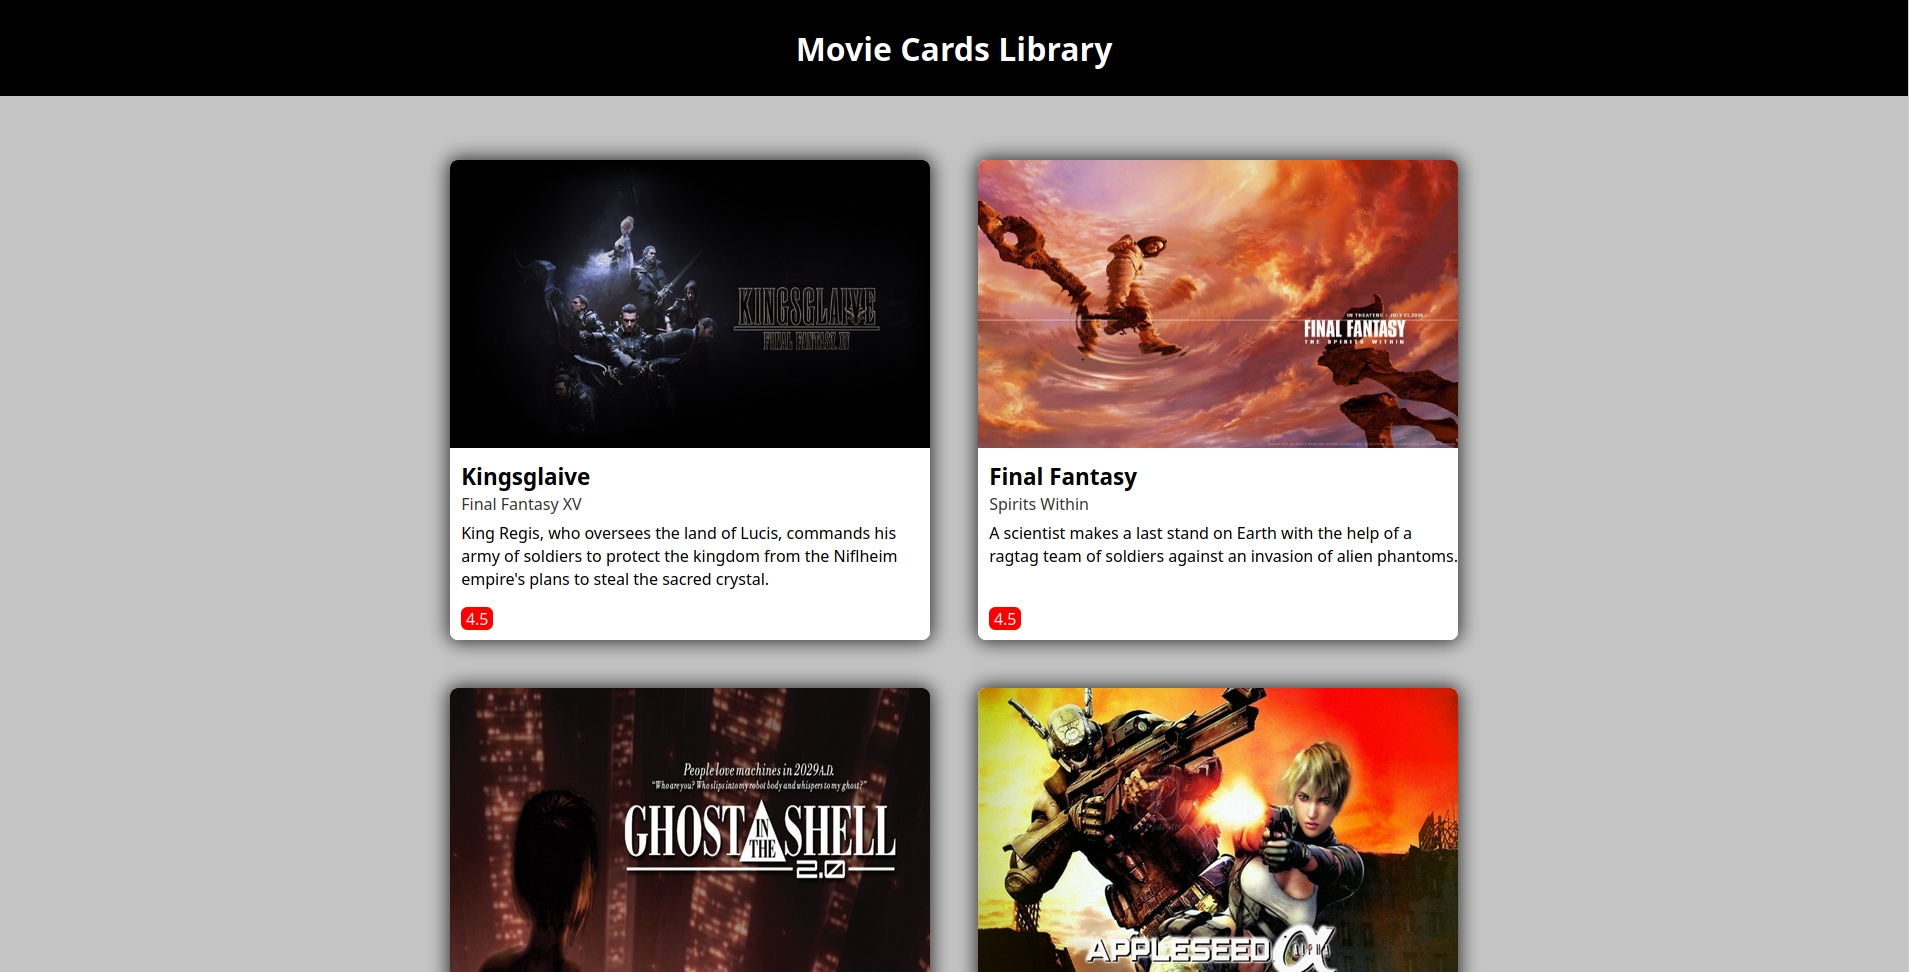 Movie Cards Library
KINGSGLAIVE
FINAL FANTASY XV
IN THEATERS : JULY 13, 2001
FINAL FANTASY
THE SPIRITS WITHIN
Kingsglaive
Final Fantasy XV
King Regis, who oversees the land of Lucis, commands his
army of soldiers to protect the kingdom from the Niflheim
empire's plans to steal the sacred crystal.
4.5
Final Fantasy
Spirits Within
A scientist makes a last stand on Earth with the help of a
ragtag team of soldiers against an invasion of alien phantoms.
4.5
People love machines in 2029 A.D.
"Who are you? Who slips into my robot body and whispers to my ghost?"
GHOST IN THE SHELL
2.0
APPLESEED α
ALPHA